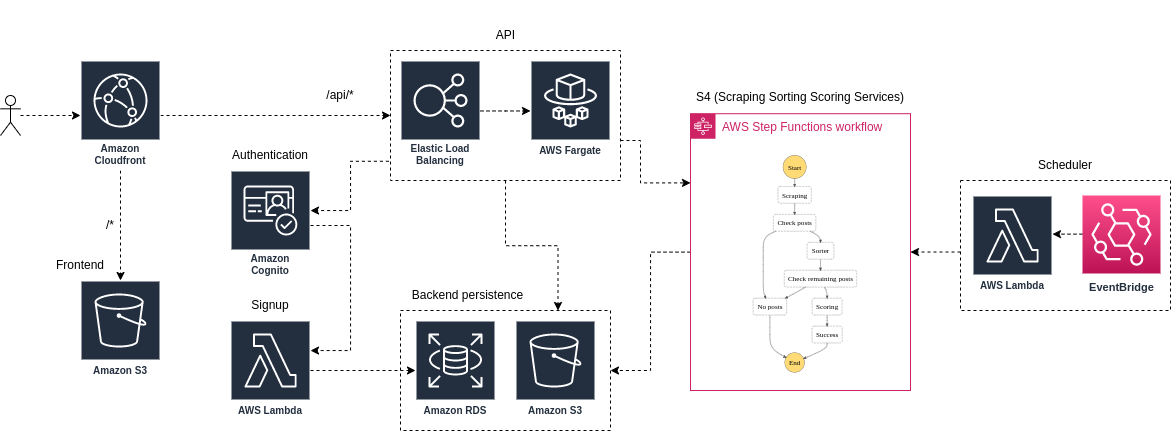 API
/api/*
S4 (Scraping Sorting Scoring Services)
AWS Step Functions workflow
Amazon
Cloudfront
Elastic Load
Balancing
AWS Fargate
Authentication
Scheduler
Start
Scraping
Check posts
Sorter
Check remaining posts
No posts
Scoring
Success
End
/*
Frontend
Amazon
Cognito
AWS Lambda
EventBridge
Signup
Backend persistence
Amazon S3
AWS Lambda
Amazon RDS
Amazon S3